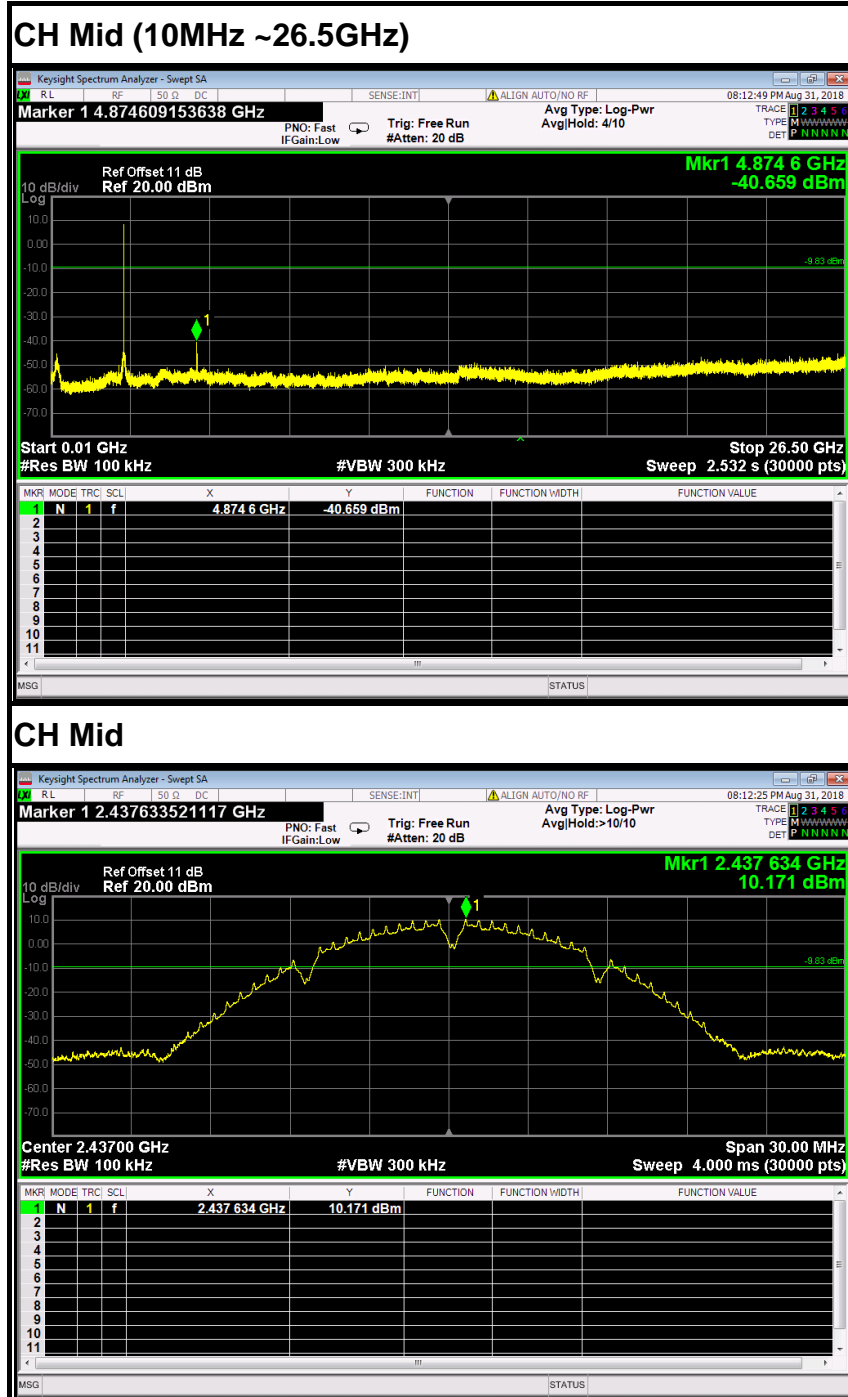 CH Mid (10MHz ~26.5GHz)
Keysight Spectrum Analyzer - Swept SA
LXI RL RF 50 Ω DC SENSE:INT ALIGN AUTO/NO RF 08:12:49 PM Aug 31, 2018
Marker 1 4.874609153638 GHz
PNO: Fast
IFGain:Low
Trig: Free Run
#Atten: 20 dB
Avg Type: Log-Pwr
Avg|Hold: 4/10
TRACE 1 2 3 4 5 6
TYPE M WWWWW
DET P N N N N N
Mkr1 4.874 6 GHz
-40.659 dBm
Ref Offset 11 dB
10 dB/div Ref 20.00 dBm
Log
10.0
0.00
-10.0
-9.83 dBm
-20.0
-30.0
1
-40.0
-50.0
-60.0
-70.0
Start 0.01 GHz Stop 26.50 GHz
#Res BW 100 kHz #VBW 300 kHz Sweep 2.532 s (30000 pts)
MKR MODE TRC SCL X Y FUNCTION FUNCTION WIDTH FUNCTION VALUE
1 N 1 f 4.874 6 GHz -40.659 dBm
2
3
4
5
6
7
8
9
10
11
MSG STATUS
CH Mid
Keysight Spectrum Analyzer - Swept SA
LXI RL RF 50 Ω DC SENSE:INT ALIGN AUTO/NO RF 08:12:25 PM Aug 31, 2018
Marker 1 2.437633521117 GHz
PNO: Fast
IFGain:Low
Trig: Free Run
#Atten: 20 dB
Avg Type: Log-Pwr
Avg|Hold:>10/10
TRACE 1 2 3 4 5 6
TYPE M WWWWW
DET P N N N N N
Mkr1 2.437 634 GHz
10.171 dBm
Ref Offset 11 dB
10 dB/div Ref 20.00 dBm
Log
1
10.0
0.00
-10.0
-9.83 dBm
-20.0
-30.0
-40.0
-50.0
-60.0
-70.0
Center 2.43700 GHz Span 30.00 MHz
#Res BW 100 kHz #VBW 300 kHz Sweep 4.000 ms (30000 pts)
MKR MODE TRC SCL X Y FUNCTION FUNCTION WIDTH FUNCTION VALUE
1 N 1 f 2.437 634 GHz 10.171 dBm
2
3
4
5
6
7
8
9
10
11
MSG STATUS